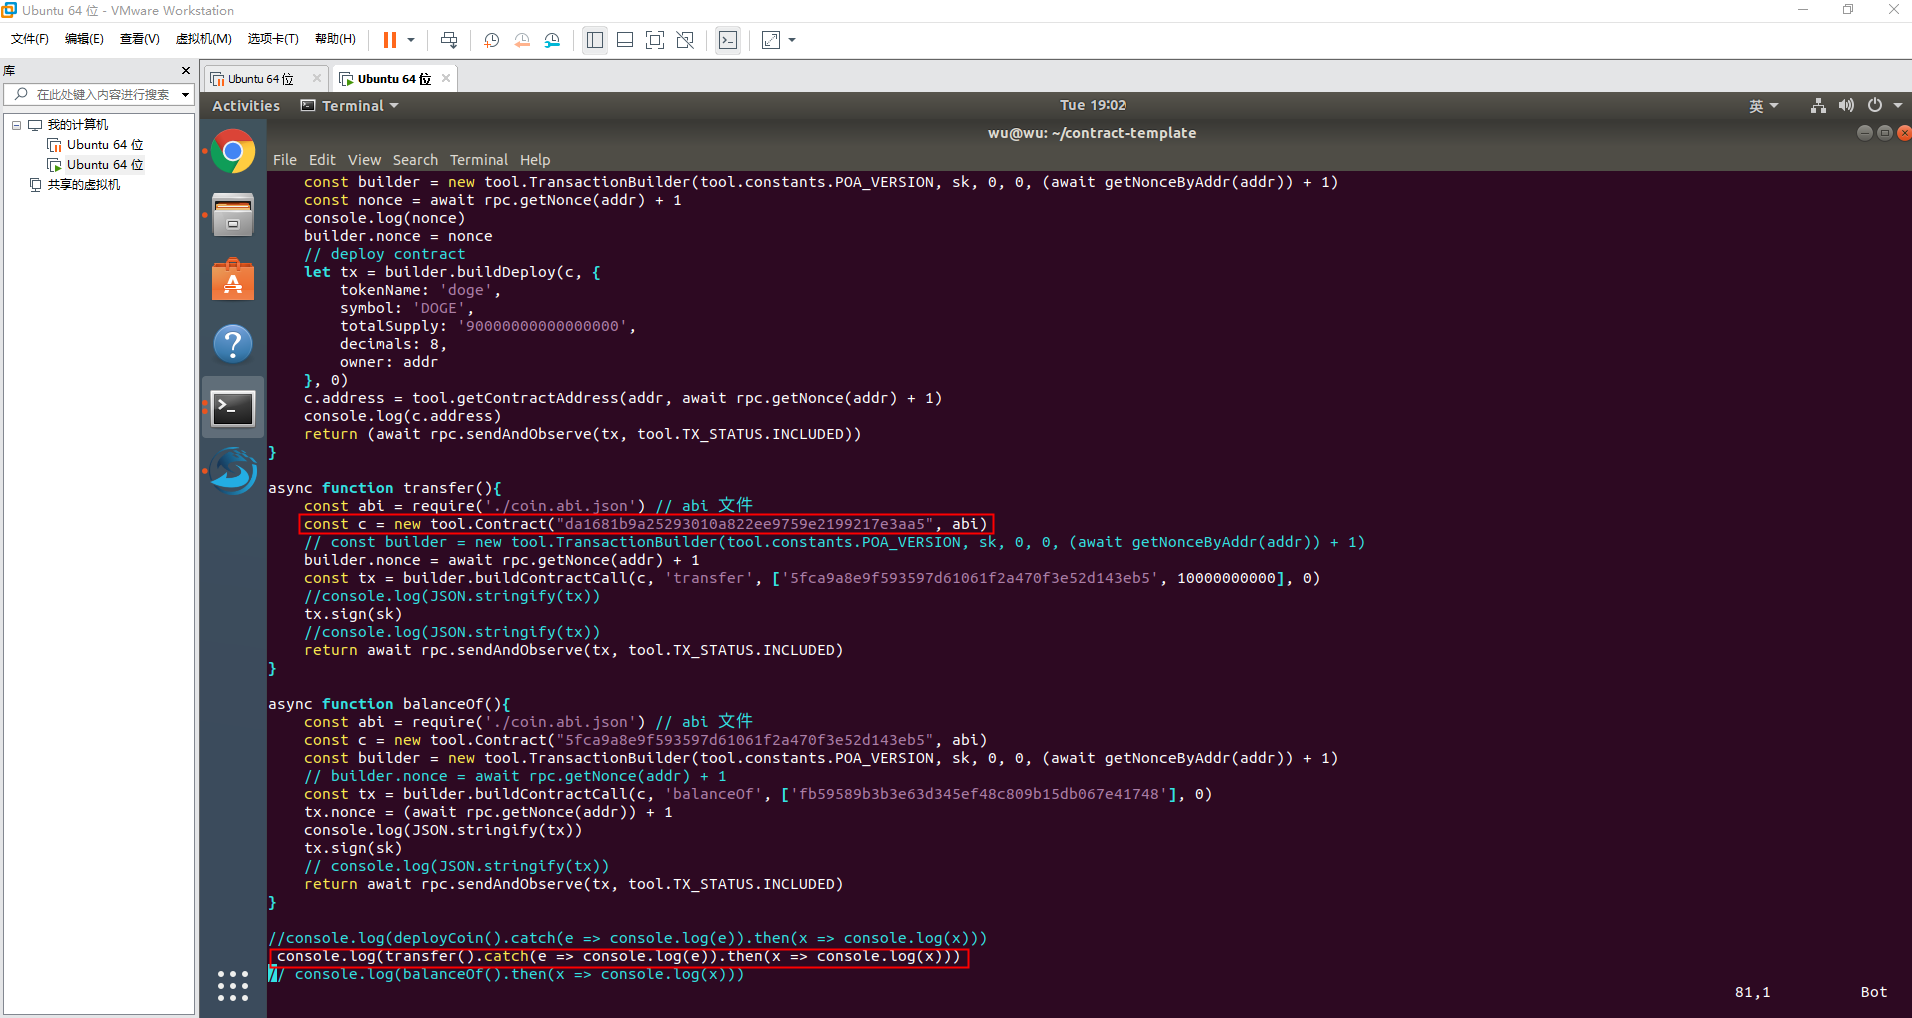 Ubuntu 64 位 - VMware Workstation
文件(F) 编辑(E) 查看(V) 虚拟机(M) 选项卡(T) 帮助(H)
库
在此处键入内容进行搜索
我的计算机
Ubuntu 64 位
Ubuntu 64 位
共享的虚拟机
Ubuntu 64 位 Ubuntu 64 位
Activities Terminal Tue 19:02 英
wu@wu: ~/contract-template
File Edit View Search Terminal Help
const builder = new tool.TransactionBuilder(tool.constants.POA_VERSION, sk, 0, 0, (await getNonceByAddr(addr)) + 1)
const nonce = await rpc.getNonce(addr) + 1
console.log(nonce)
builder.nonce = nonce
// deploy contract
let tx = builder.buildDeploy(c, {
tokenName: 'doge',
symbol: 'DOGE',
totalSupply: '90000000000000000',
decimals: 8,
owner: addr
}, 0)
c.address = tool.getContractAddress(addr, await rpc.getNonce(addr) + 1)
console.log(c.address)
return (await rpc.sendAndObserve(tx, tool.TX_STATUS.INCLUDED))
}
async function transfer(){
const abi = require('./coin.abi.json') // abi 文件
const c = new tool.Contract("da1681b9a25293010a822ee9759e2199217e3aa5", abi)
// const builder = new tool.TransactionBuilder(tool.constants.POA_VERSION, sk, 0, 0, (await getNonceByAddr(addr)) + 1)
builder.nonce = await rpc.getNonce(addr) + 1
const tx = builder.buildContractCall(c, 'transfer', ['5fca9a8e9f593597d61061f2a470f3e52d143eb5', 10000000000], 0)
//console.log(JSON.stringify(tx))
tx.sign(sk)
//console.log(JSON.stringify(tx))
return await rpc.sendAndObserve(tx, tool.TX_STATUS.INCLUDED)
}
async function balanceOf(){
const abi = require('./coin.abi.json') // abi 文件
const c = new tool.Contract("5fca9a8e9f593597d61061f2a470f3e52d143eb5", abi)
const builder = new tool.TransactionBuilder(tool.constants.POA_VERSION, sk, 0, 0, (await getNonceByAddr(addr)) + 1)
// builder.nonce = await rpc.getNonce(addr) + 1
const tx = builder.buildContractCall(c, 'balanceOf', ['fb59589b3b3e63d345ef48c809b15db067e41748'], 0)
tx.nonce = (await rpc.getNonce(addr)) + 1
console.log(JSON.stringify(tx))
tx.sign(sk)
// console.log(JSON.stringify(tx))
return await rpc.sendAndObserve(tx, tool.TX_STATUS.INCLUDED)
}
//console.log(deployCoin().catch(e => console.log(e)).then(x => console.log(x)))
console.log(transfer().catch(e => console.log(e)).then(x => console.log(x)))
// console.log(balanceOf().then(x => console.log(x)))
81,1 Bot